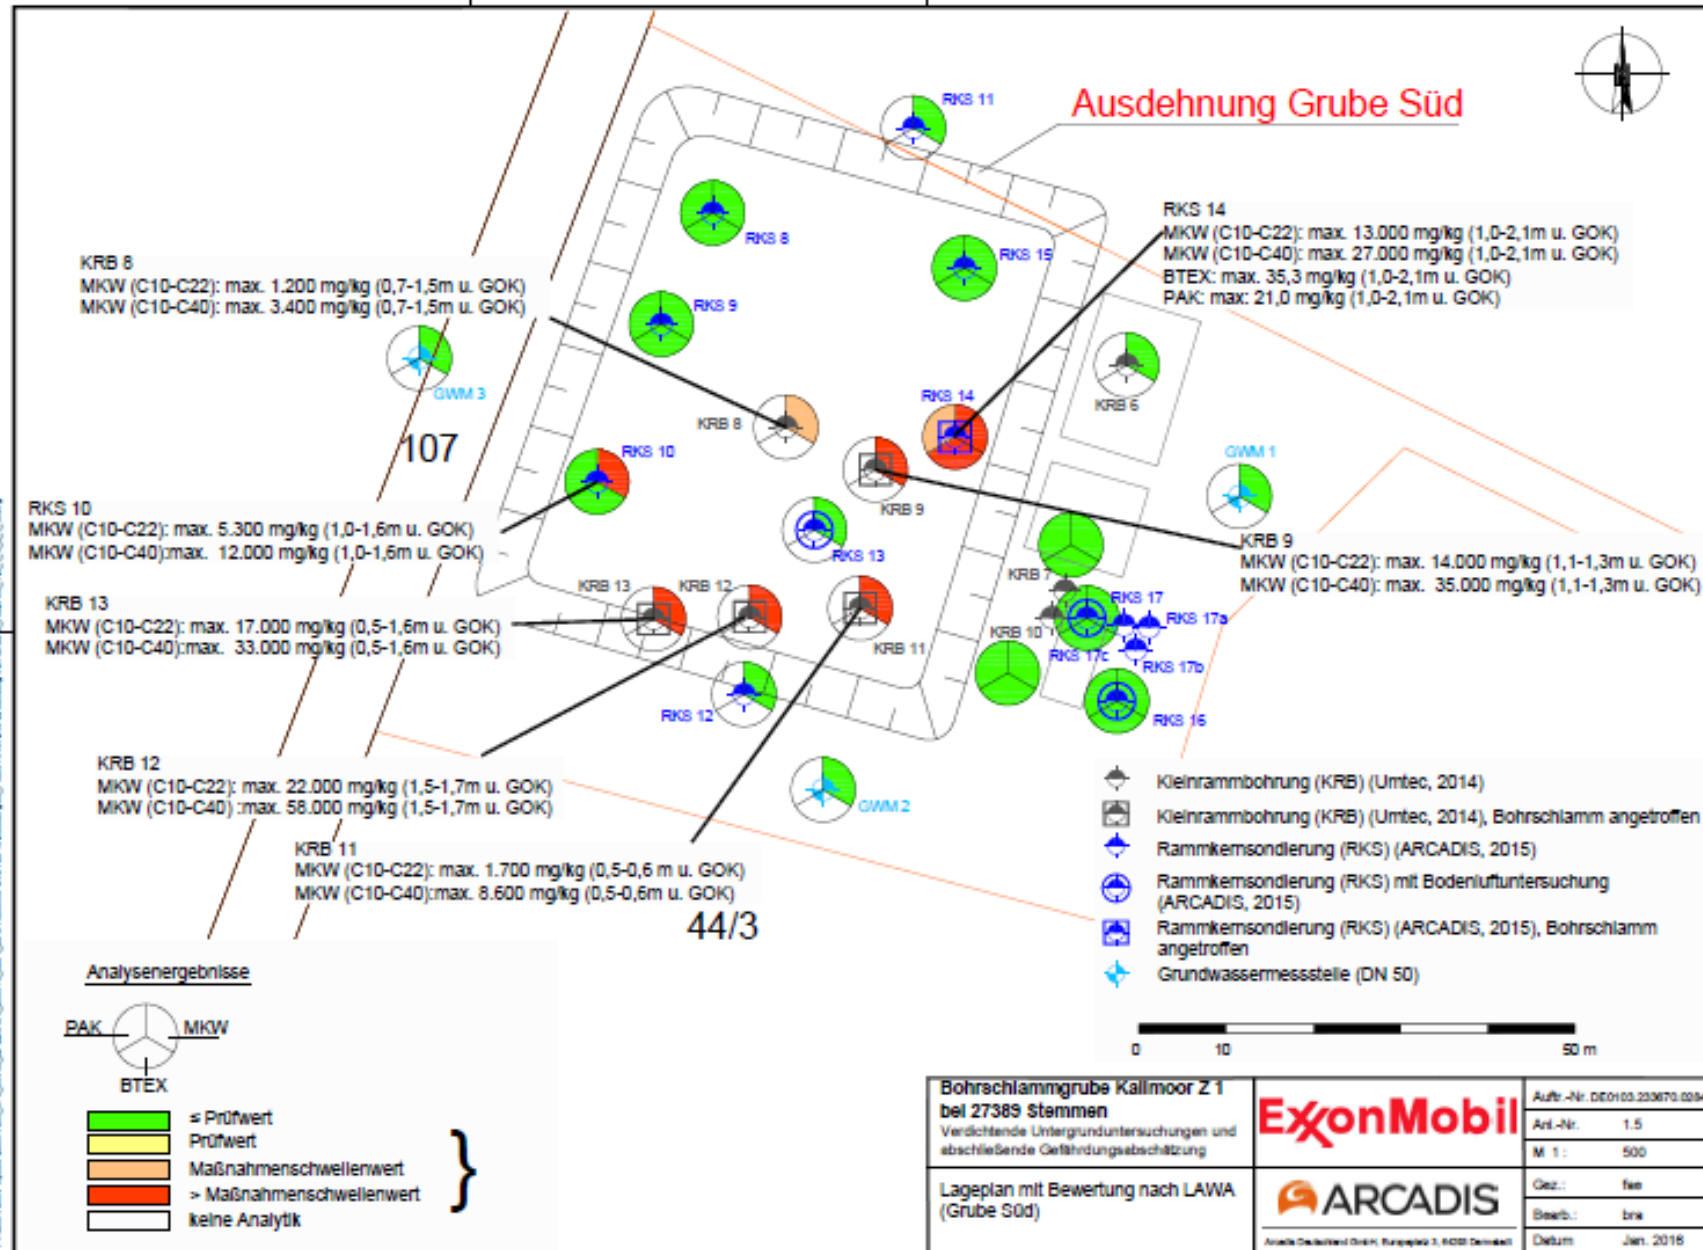 Ausdehnung Grube Süd
RKS 11
RKS 8
RKS 15
RKS 9
RKS 14
MKW (C10-C22): max. 13.000 mg/kg (1,0-2,1m u. GOK)
MKW (C10-C40): max. 27.000 mg/kg (1,0-2,1m u. GOK)
BTEX: max. 35,3 mg/kg (1,0-2,1m u. GOK)
PAK: max: 21,0 mg/kg (1,0-2,1m u. GOK)
KRB 8
MKW (C10-C22): max. 1.200 mg/kg (0,7-1,5m u. GOK)
MKW (C10-C40): max. 3.400 mg/kg (0,7-1,5m u. GOK)
GWM 3
107
KRB 8
RKS 14
KRB 6
RKS 10
GWM 1
KRB 9
RKS 13
RKS 10
MKW (C10-C22): max. 5.300 mg/kg (1,0-1,6m u. GOK)
MKW (C10-C40):max. 12.000 mg/kg (1,0-1,6m u. GOK)
KRB 9
MKW (C10-C22): max. 14.000 mg/kg (1,1-1,3m u. GOK)
MKW (C10-C40): max. 35.000 mg/kg (1,1-1,3m u. GOK)
KRB 13
MKW (C10-C22): max. 17.000 mg/kg (0,5-1,6m u. GOK)
MKW (C10-C40):max. 33.000 mg/kg (0,5-1,6m u. GOK)
KRB 13
KRB 12
KRB 11
KRB 7
RKS 17
RKS 17a
KRB 10
RKS 17c
RKS 17b
RKS 12
RKS 16
KRB 12
MKW (C10-C22): max. 22.000 mg/kg (1,5-1,7m u. GOK)
MKW (C10-C40) :max. 58.000 mg/kg (1,5-1,7m u. GOK)
GWM 2
KRB 11
MKW (C10-C22): max. 1.700 mg/kg (0,5-0,6 m u. GOK)
MKW (C10-C40):max. 8.600 mg/kg (0,5-0,6m u. GOK)
44/3
Kleinrammbohrung (KRB) (Umtec, 2014)
Kleinrammbohrung (KRB) (Umtec, 2014), Bohrschlamm angetroffen
Rammkernsondierung (RKS) (ARCADIS, 2015)
Rammkernsondierung (RKS) mit Bodenluftuntersuchung
(ARCADIS, 2015)
Rammkernsondierung (RKS) (ARCADIS, 2015), Bohrschlamm
angetroffen
Grundwassermessstelle (DN 50)
0 10 50 m
Analysenergebnisse
PAK MKW
BTEX
≤ Prüfwert
Prüfwert
Maßnahmenschwellenwert
> Maßnahmenschwellenwert
keine Analytik
Bohrschlammgrube Kallmoor Z 1
bei 27389 Stemmen
Verdichtende Untergrunduntersuchungen und
abschließende Gefährdungsabschätzung
Lageplan mit Bewertung nach LAWA
(Grube Süd)
ExxonMobil
ARCADIS
Arcadis Deutschland GmbH, Europaplatz 3, 64293 Darmstadt
Auftr.-Nr.
Anl.-Nr. 1.5
M 1 : 500
Gez.: fee
Bearb.: bra
Datum Jan. 2016